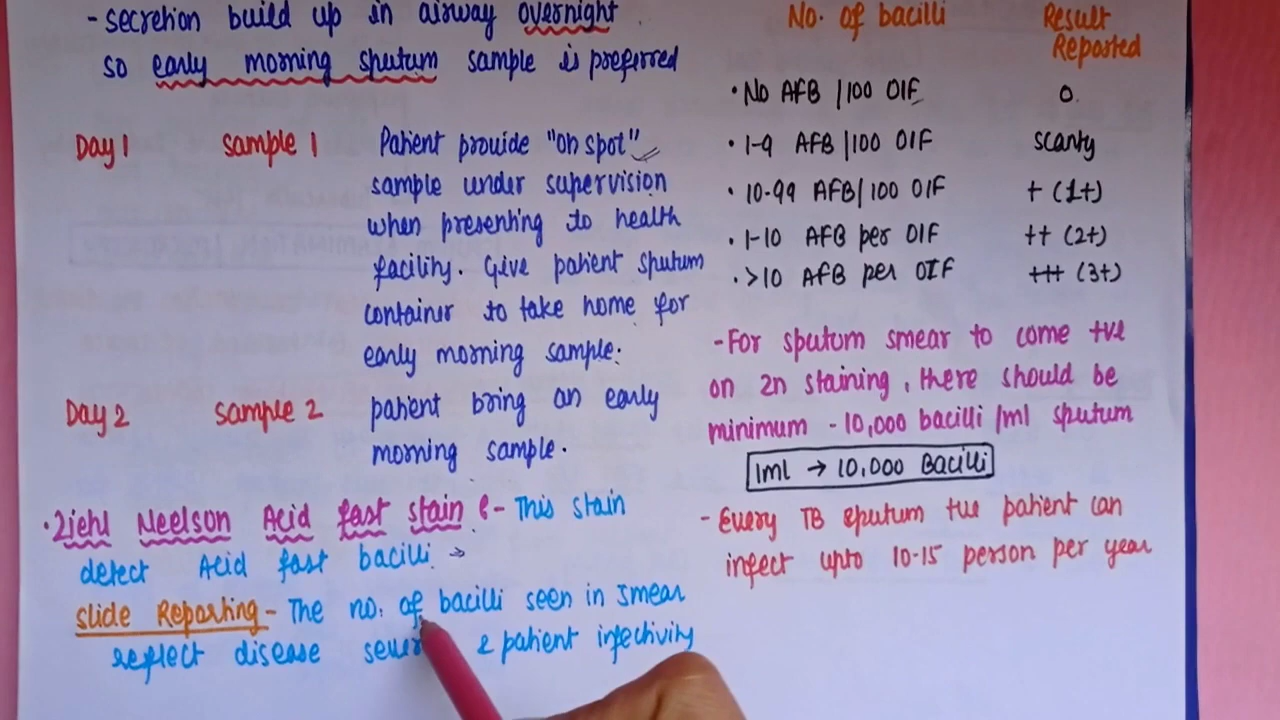 - secretion build up in airway overnight
so early morning sputum sample is preferred
Day 1 sample 1 Patient provide "on spot"
sample under supervision
when presenting to health
facility. Give patient sputum
container to take home for
early morning sample.
Day 2 sample 2 patient bring an early
morning sample.
. Ziehl Neelson Acid fast stain :- This stain
detect Acid fast bacilli →
Slide Reporting - The no. of bacilli seen in smear
reflect disease & patient infectivity
No. of bacilli Result
Reported
. No AFB / 100 OIF 0
. 1-9 AFB / 100 OIF scanty
. 10-99 AFB / 100 OIF + (1+)
. 1-10 AFB per OIF ++ (2+)
. >10 AFB per OIF +++ (3+)
- For sputum smear to come +ve
on Zn staining, there should be
minimum - 10,000 bacilli /ml sputum
1ml → 10,000 Bacilli
- Every TB sputum +ve patient can
infect upto 10-15 person per year